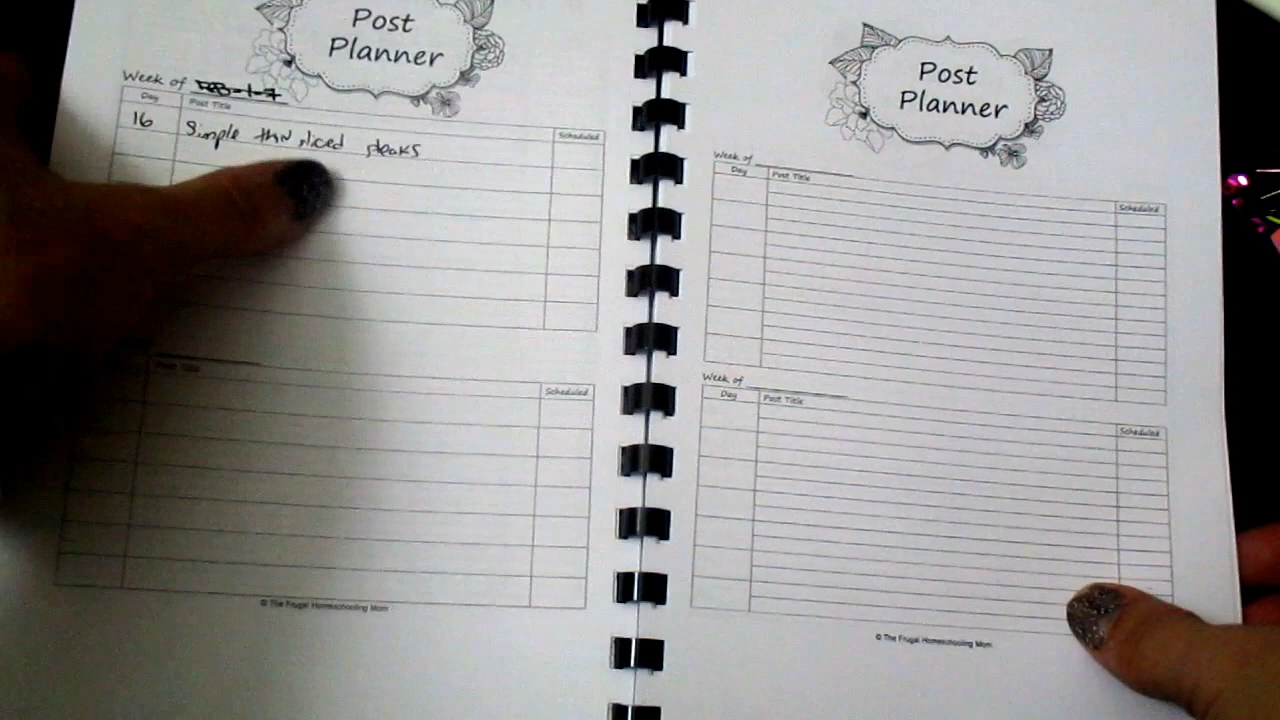 Post
Planner
Week of
Day Post Title Scheduled
16 Simple thin sliced steaks
Post Title Scheduled
© The Frugal Homeschooling Mom
Post
Planner
Week of
Day Post Title Scheduled
Week of
Day Post Title Scheduled
© The Frugal Homeschooling Mom